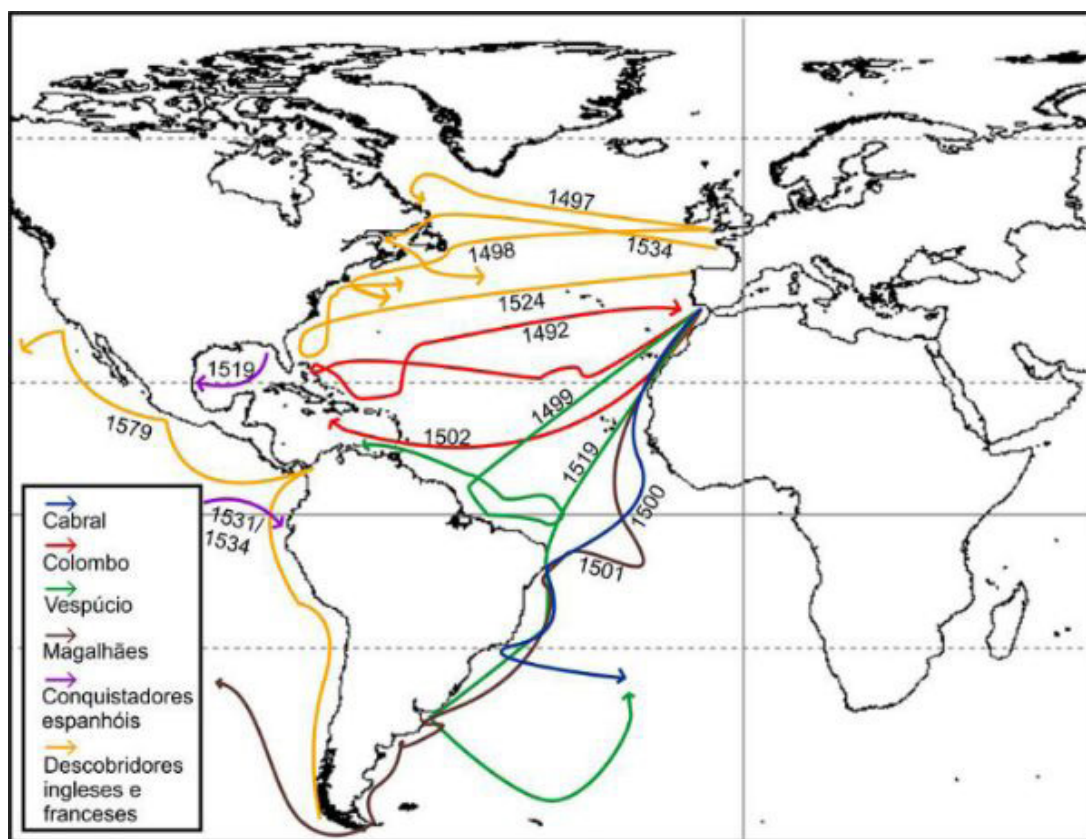 1497
1534
1498
1524
1492
1519
1499
1579
1502
1519
1500
1531/
1534
1501
Cabral
Colombo
Vespúcio
Magalhães
Conquistadores
espanhóis
Descobridores
ingleses e
franceses